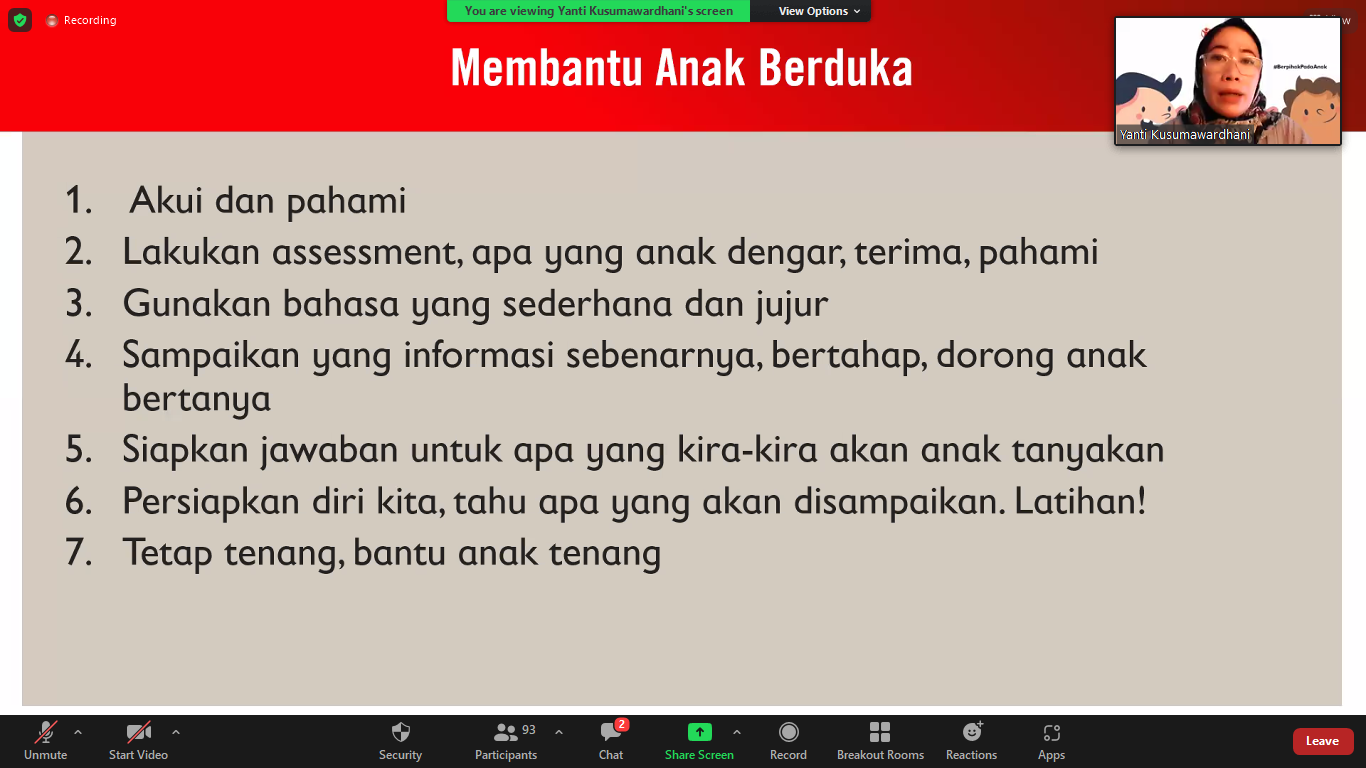 Recording
You are viewing Yanti Kusumawardhani's screen
View Options
Membantu Anak Berduka
#BerpihakPadaAnak
Yanti Kusumawardhani
1. Akui dan pahami
2. Lakukan assessment, apa yang anak dengar, terima, pahami
3. Gunakan bahasa yang sederhana dan jujur
4. Sampaikan yang informasi sebenarnya, bertahap, dorong anak
bertanya
5. Siapkan jawaban untuk apa yang kira-kira akan anak tanyakan
6. Persiapkan diri kita, tahu apa yang akan disampaikan. Latihan!
7. Tetap tenang, bantu anak tenang
Unmute
Start Video
Security
Participants 93
Chat 2
Share Screen
Record
Breakout Rooms
Reactions
Apps
Leave